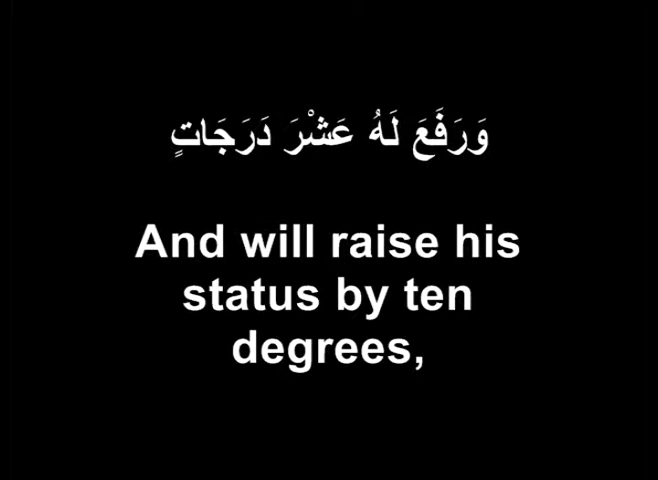 وَرَفَعَ لَهُ عَشْرَ دَرَجَاتٍ
And will raise his
status by ten
degrees,